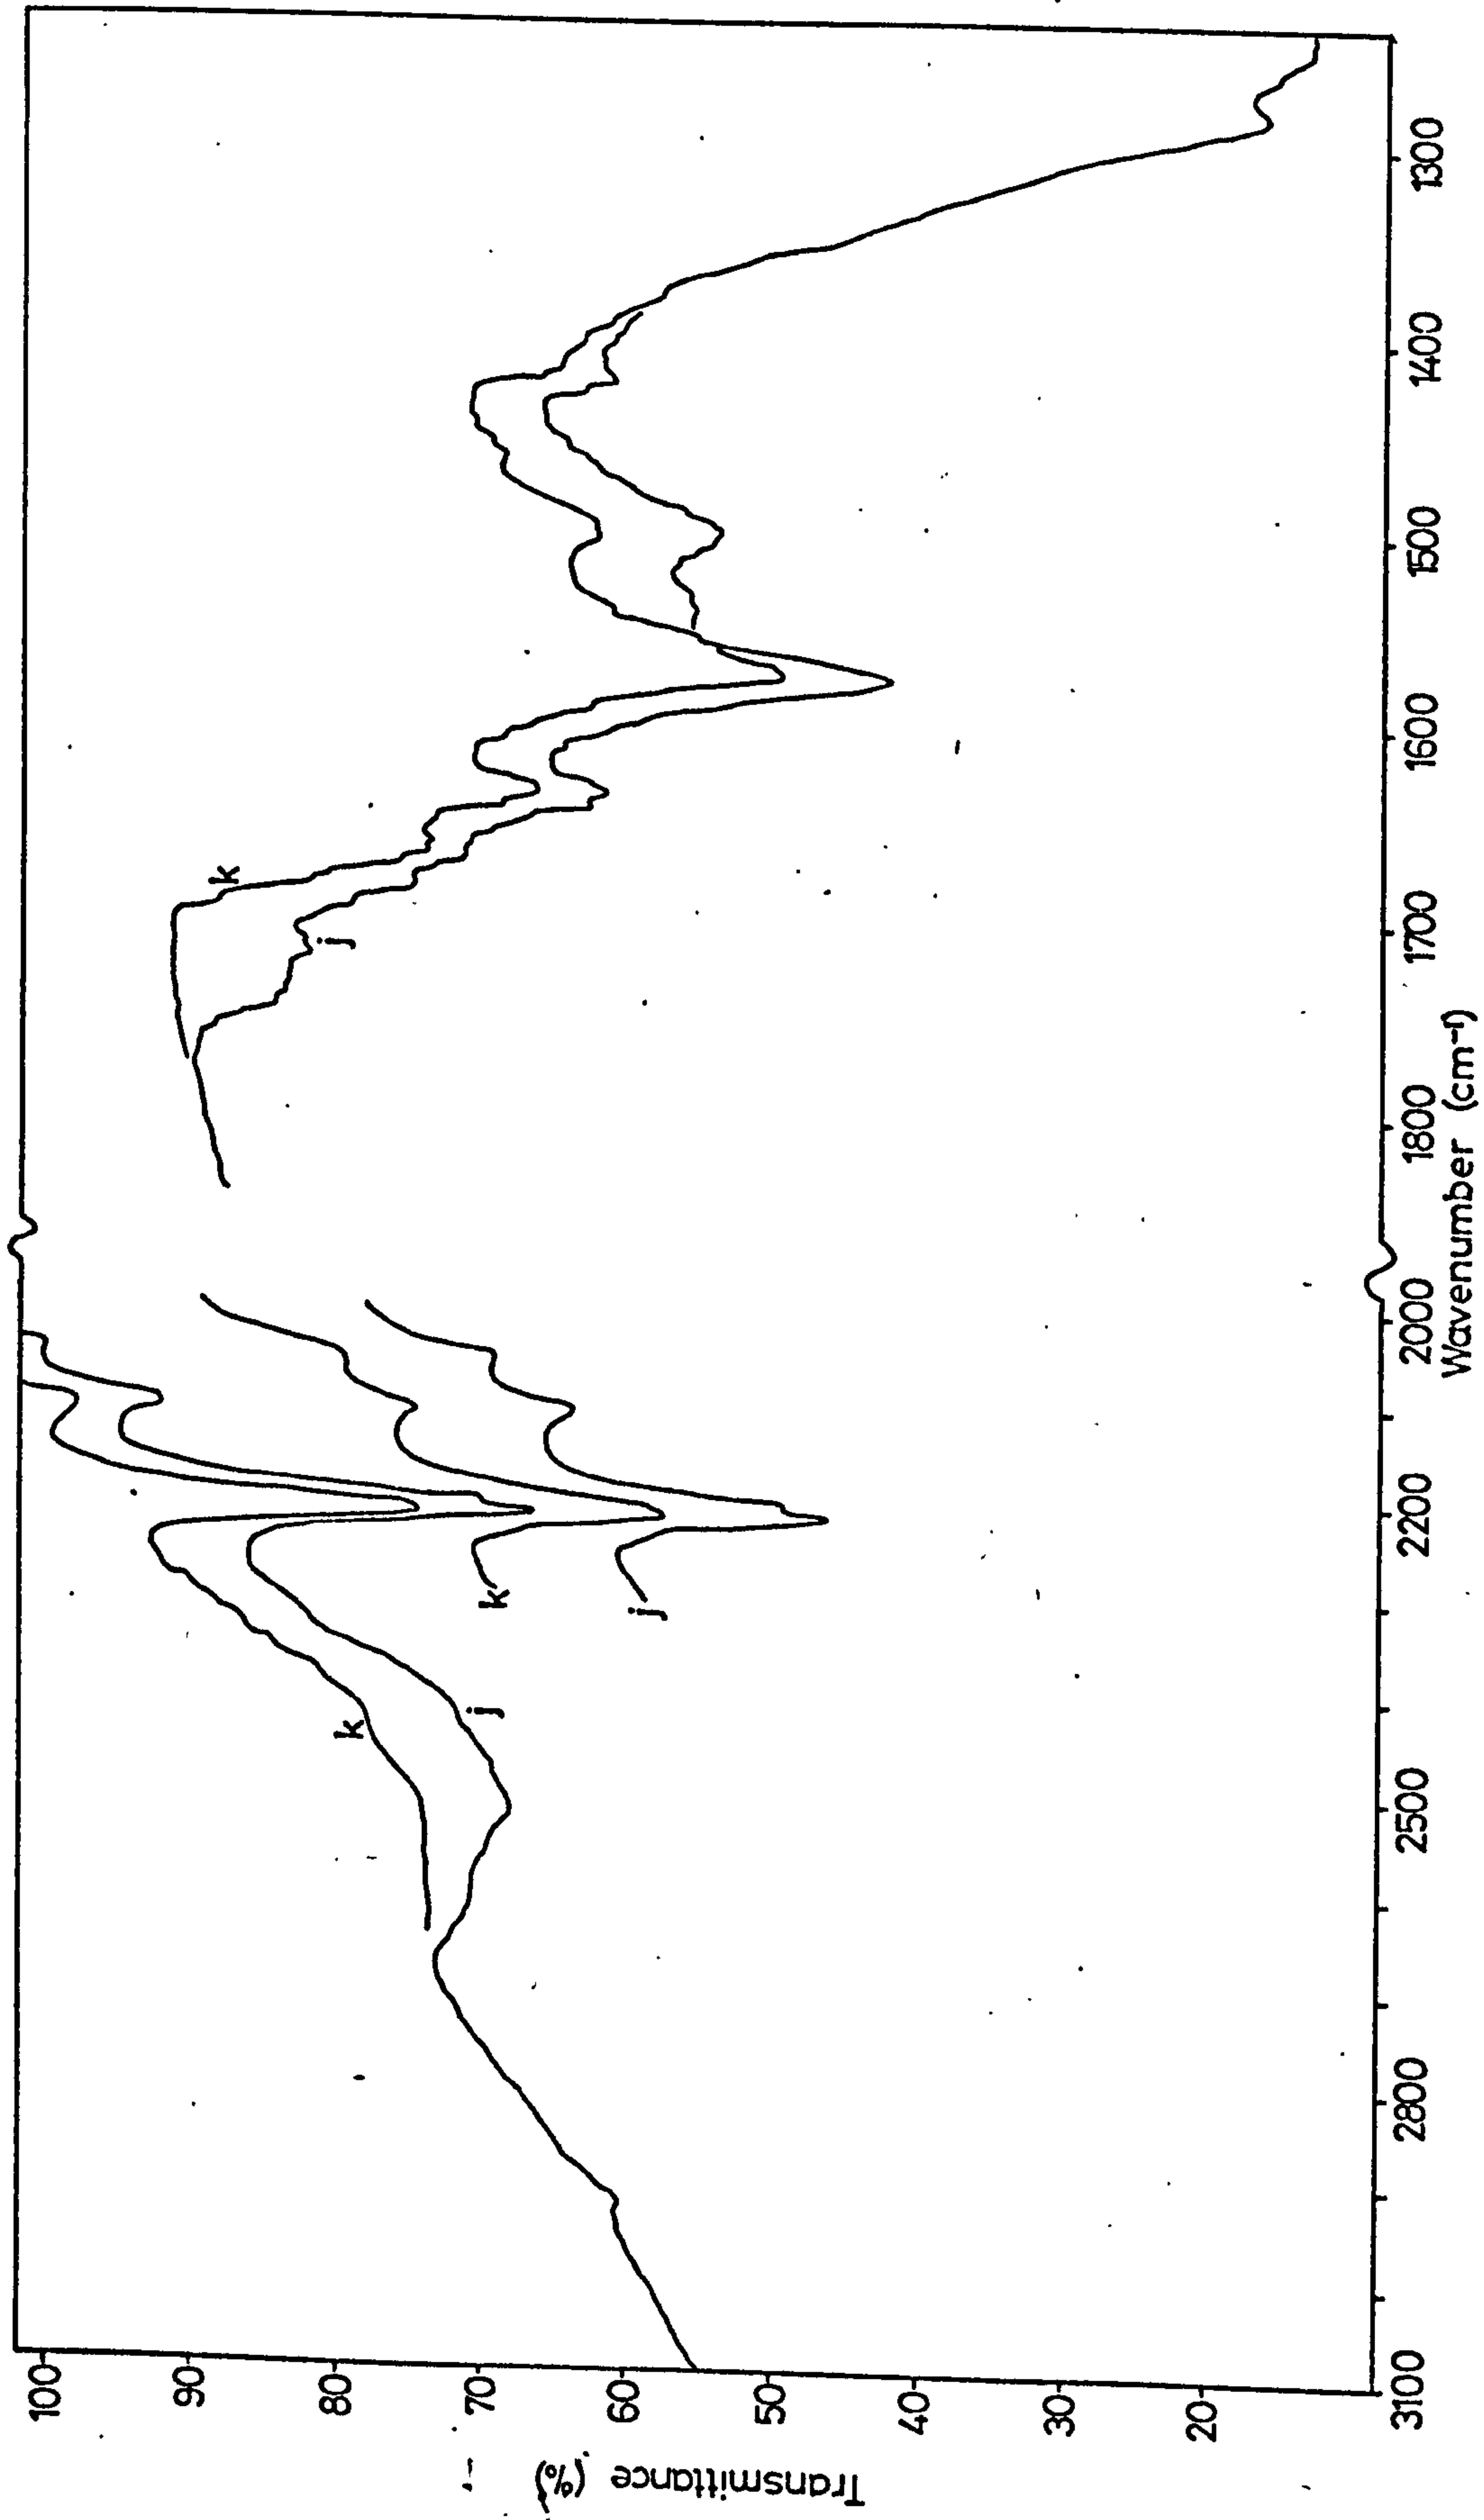 Transmittance (%)
100
90
80
70
60
50
40
30
20
k
j
k
j
k
j
3100
2800
2500
2200
2000
1800
1700
1600
1500
1400
1300
Wavenumber (cm⁻¹)